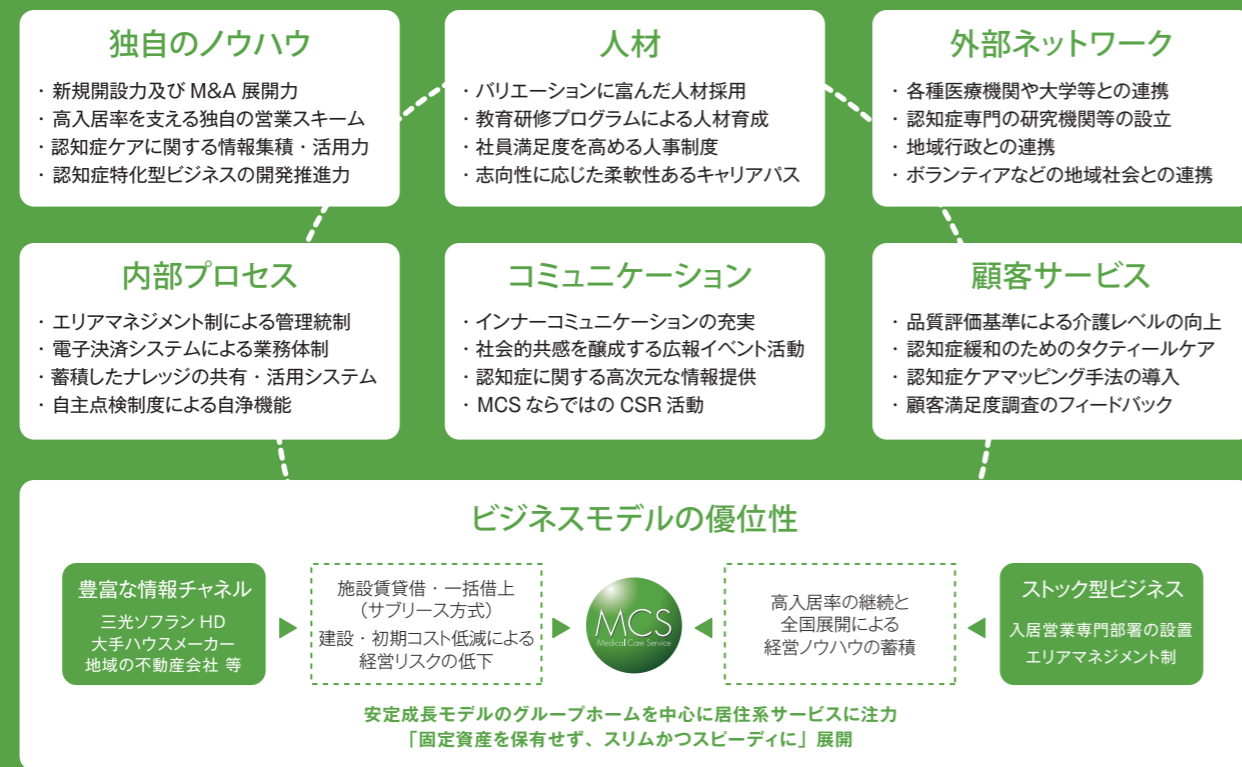 独自のノウハウ
・ 新規開設力及び M&A 展開力
・ 高入居率を支える独自の営業スキーム
・ 認知症ケアに関する情報集積・活用力
・ 認知症特化型ビジネスの開発推進力
人材
・ バリエーションに富んだ人材採用
・ 教育研修プログラムによる人材育成
・ 社員満足度を高める人事制度
・ 志向性に応じた柔軟性あるキャリアパス
外部ネットワーク
・ 各種医療機関や大学等との連携
・ 認知症専門の研究機関等の設立
・ 地域行政との連携
・ ボランティアなどの地域社会との連携
内部プロセス
・ エリアマネジメント制による管理統制
・ 電子決済システムによる業務体制
・ 蓄積したナレッジの共有・活用システム
・ 自主点検制度による自浄機能
コミュニケーション
・ インナーコミュニケーションの充実
・ 社会的共感を醸成する広報イベント活動
・ 認知症に関する高次元な情報提供
・ MCS ならではの CSR 活動
顧客サービス
・ 品質評価基準による介護レベルの向上
・ 認知症緩和のためのタクティールケア
・ 認知症ケアマッピング手法の導入
・ 顧客満足度調査のフィードバック
ビジネスモデルの優位性
豊富な情報チャネル
三光ソフラン HD
大手ハウスメーカー
地域の不動産会社 等
施設賃貸借・一括借上
（サブリース方式）
建設・初期コスト低減による
経営リスクの低下
MCS
Medical Care Service
高入居率の継続と
全国展開による
経営ノウハウの蓄積
ストック型ビジネス
入居営業専門部署の設置
エリアマネジメント制
安定成長モデルのグループホームを中心に居住系サービスに注力
「固定資産を保有せず、スリムかつスピーディに」展開